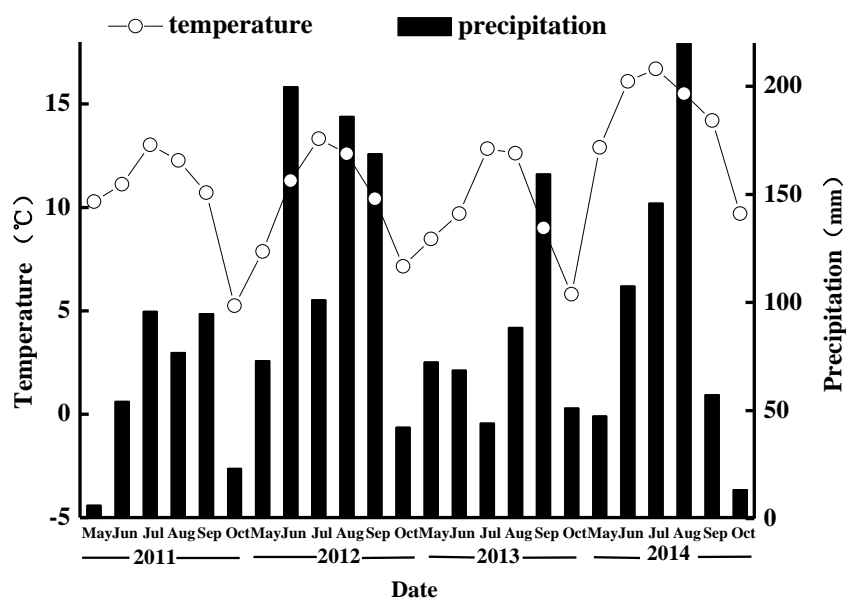 temperature precipitation
15
10
5
0
-5
Temperature (℃)
200
150
100
50
0
Precipitation (mm)
May Jun Jul Aug Sep Oct May Jun Jul Aug Sep Oct May Jun Jul Aug Sep Oct May Jun Jul Aug Sep Oct
2011 2012 2013 2014
Date